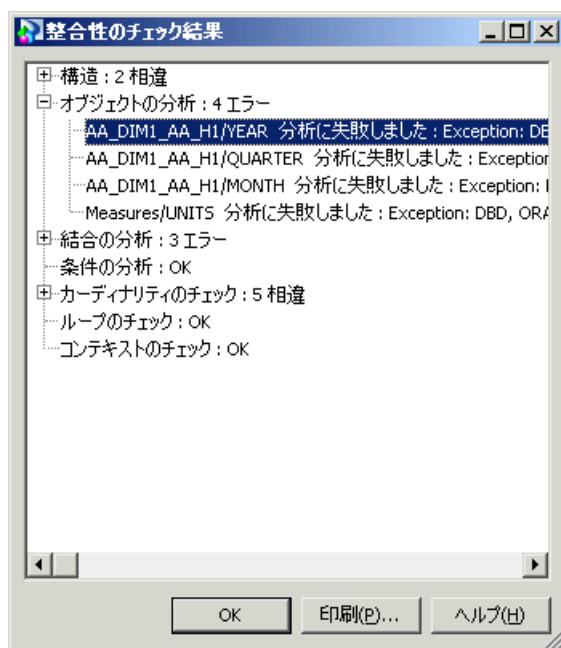 整合性のチェック結果
構造 : 2 相違
オブジェクトの分析 : 4 エラー
AA_DIM1_AA_H1/YEAR 分析に失敗しました : Exception: DE
AA_DIM1_AA_H1/QUARTER 分析に失敗しました : Exception
AA_DIM1_AA_H1/MONTH 分析に失敗しました : Exception:
Measures/UNITS 分析に失敗しました : Exception: DBD, ORA
結合の分析 : 3 エラー
条件の分析 : OK
カーディナリティのチェック : 5 相違
ループのチェック : OK
コンテキストのチェック : OK
OK 印刷(P)... ヘルプ(H)